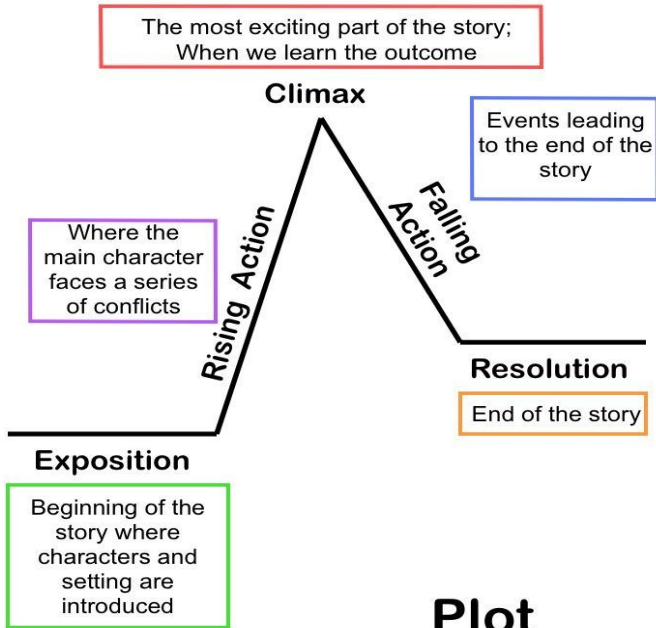 The most exciting part of the story;
When we learn the outcome
Climax
Events leading
to the end of the
story
Falling
Action
Where the
main character
faces a series
of conflicts
Rising Action
Resolution
End of the story
Exposition
Beginning of the
story where
characters and
setting are
introduced
Plot